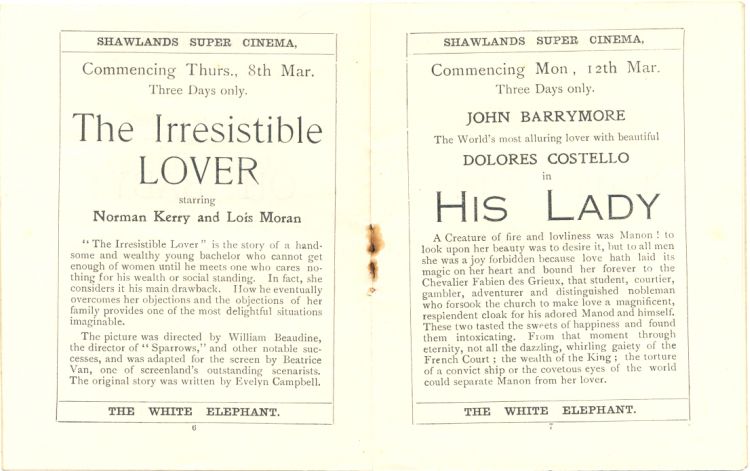 SHAWLANDS SUPER CINEMA,
Commencing Thurs., 8th Mar.
Three Days only.
The Irresistible
LOVER
starring
Norman Kerry and Lois Moran
" The Irresistible Lover " is the story of a hand-
some and wealthy young bachelor who cannot get
enough of women until he meets one who cares no-
thing for his wealth or social standing. In fact, she
considers it his main drawback. How he eventually
overcomes her objections and the objections of her
family provides one of the most delightful situations
imaginable.
The picture was directed by William Beaudine,
the director of " Sparrows," and other notable suc-
cesses, and was adapted for the screen by Beatrice
Van, one of screenland's outstanding scenarists.
The original story was written by Evelyn Campbell.
THE WHITE ELEPHANT.
6
SHAWLANDS SUPER CINEMA,
Commencing Mon, 12th Mar.
Three Days only.
JOHN BARRYMORE
The World's most alluring lover with beautiful
DOLORES COSTELLO
in
HIS LADY
A Creature of fire and lovliness was Manon ! to
look upon her beauty was to desire it, but to all men
she was a joy forbidden because love hath laid its
magic on her heart and bound her forever to the
Chevalier Fabien des Grieux, that student, courtier,
gambler, adventurer and distinguished nobleman
who forsook the church to make love a magnificent,
resplendent cloak for his adored Manod and himself.
These two tasted the sweets of happiness and found
them intoxicating. From that moment through
eternity, not all the dazzling, whirling gaiety of the
French Court ; the wealth of the King ; the torture
of a convict ship or the covetous eyes of the world
could separate Manon from her lover.
THE WHITE ELEPHANT.
7